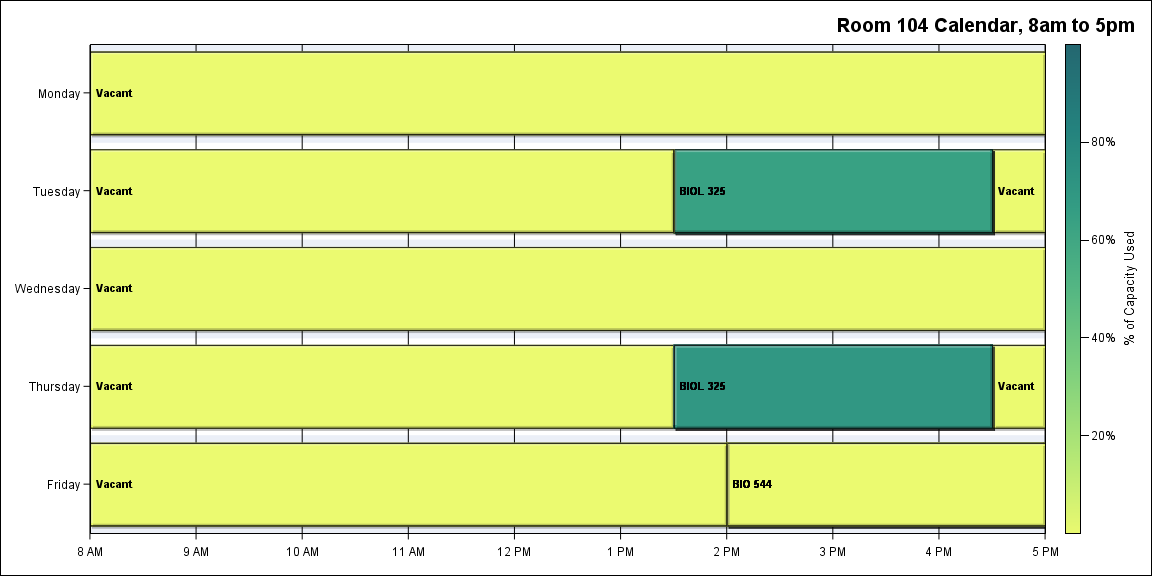 Room 104 Calendar, 8am to 5pm
Monday
Vacant
Tuesday
Vacant
BIOL 325
Vacant
Wednesday
Vacant
Thursday
Vacant
BIOL 325
Vacant
Friday
Vacant
BIO 544
8 AM
9 AM
10 AM
11 AM
12 PM
1 PM
2 PM
3 PM
4 PM
5 PM
80%
60%
40%
20%
% of Capacity Used